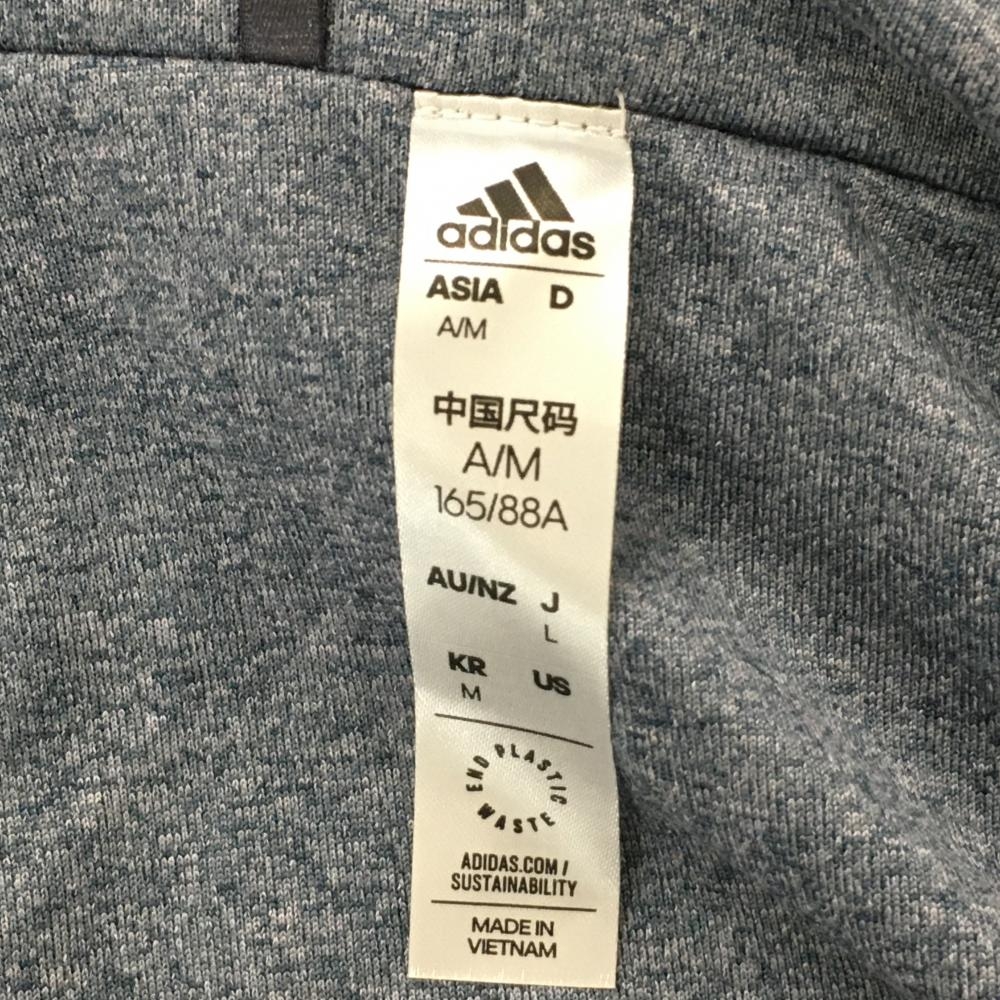 adidas
ASIA D
A/M
中国尺码
A/M
165/88A
AU/NZ J
L
KR US
M
END PLASTIC WASTE
ADIDAS.COM/
SUSTAINABILITY
MADE IN
VIETNAM